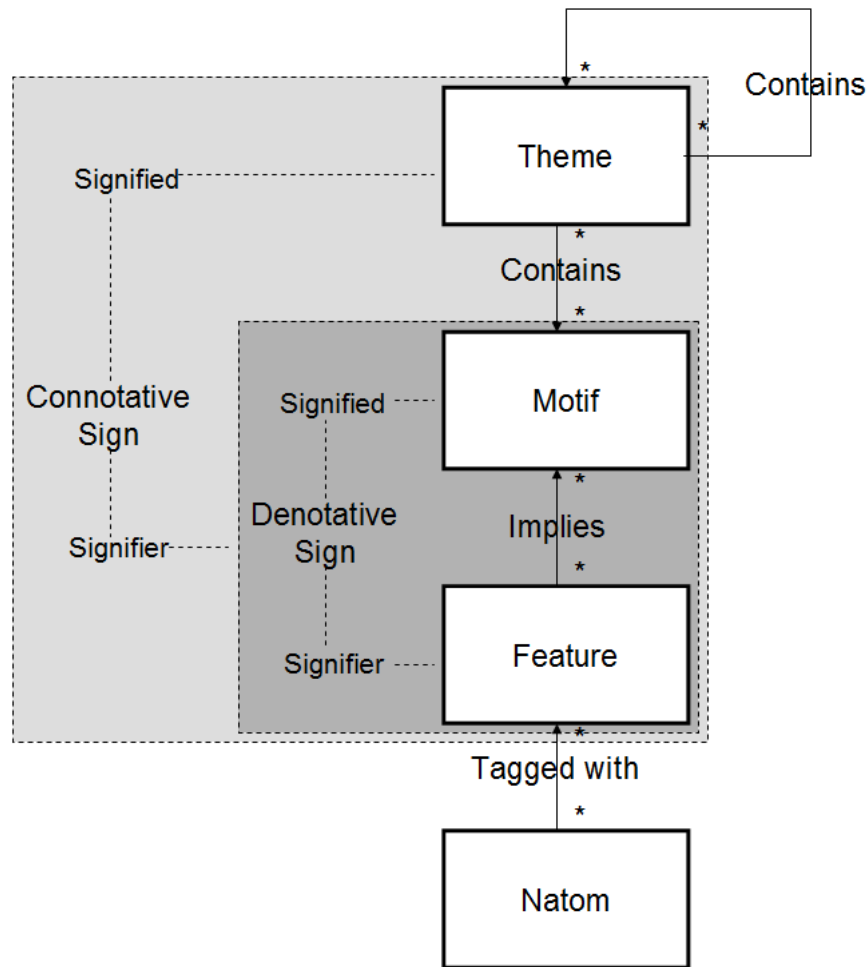 *
Contains
*
Theme
Signified
*
Contains
*
Connotative
Sign
Signified
Motif
*
Denotative
Sign
Implies
Signifier
*
Signifier
Feature
*
Tagged with
*
Natom